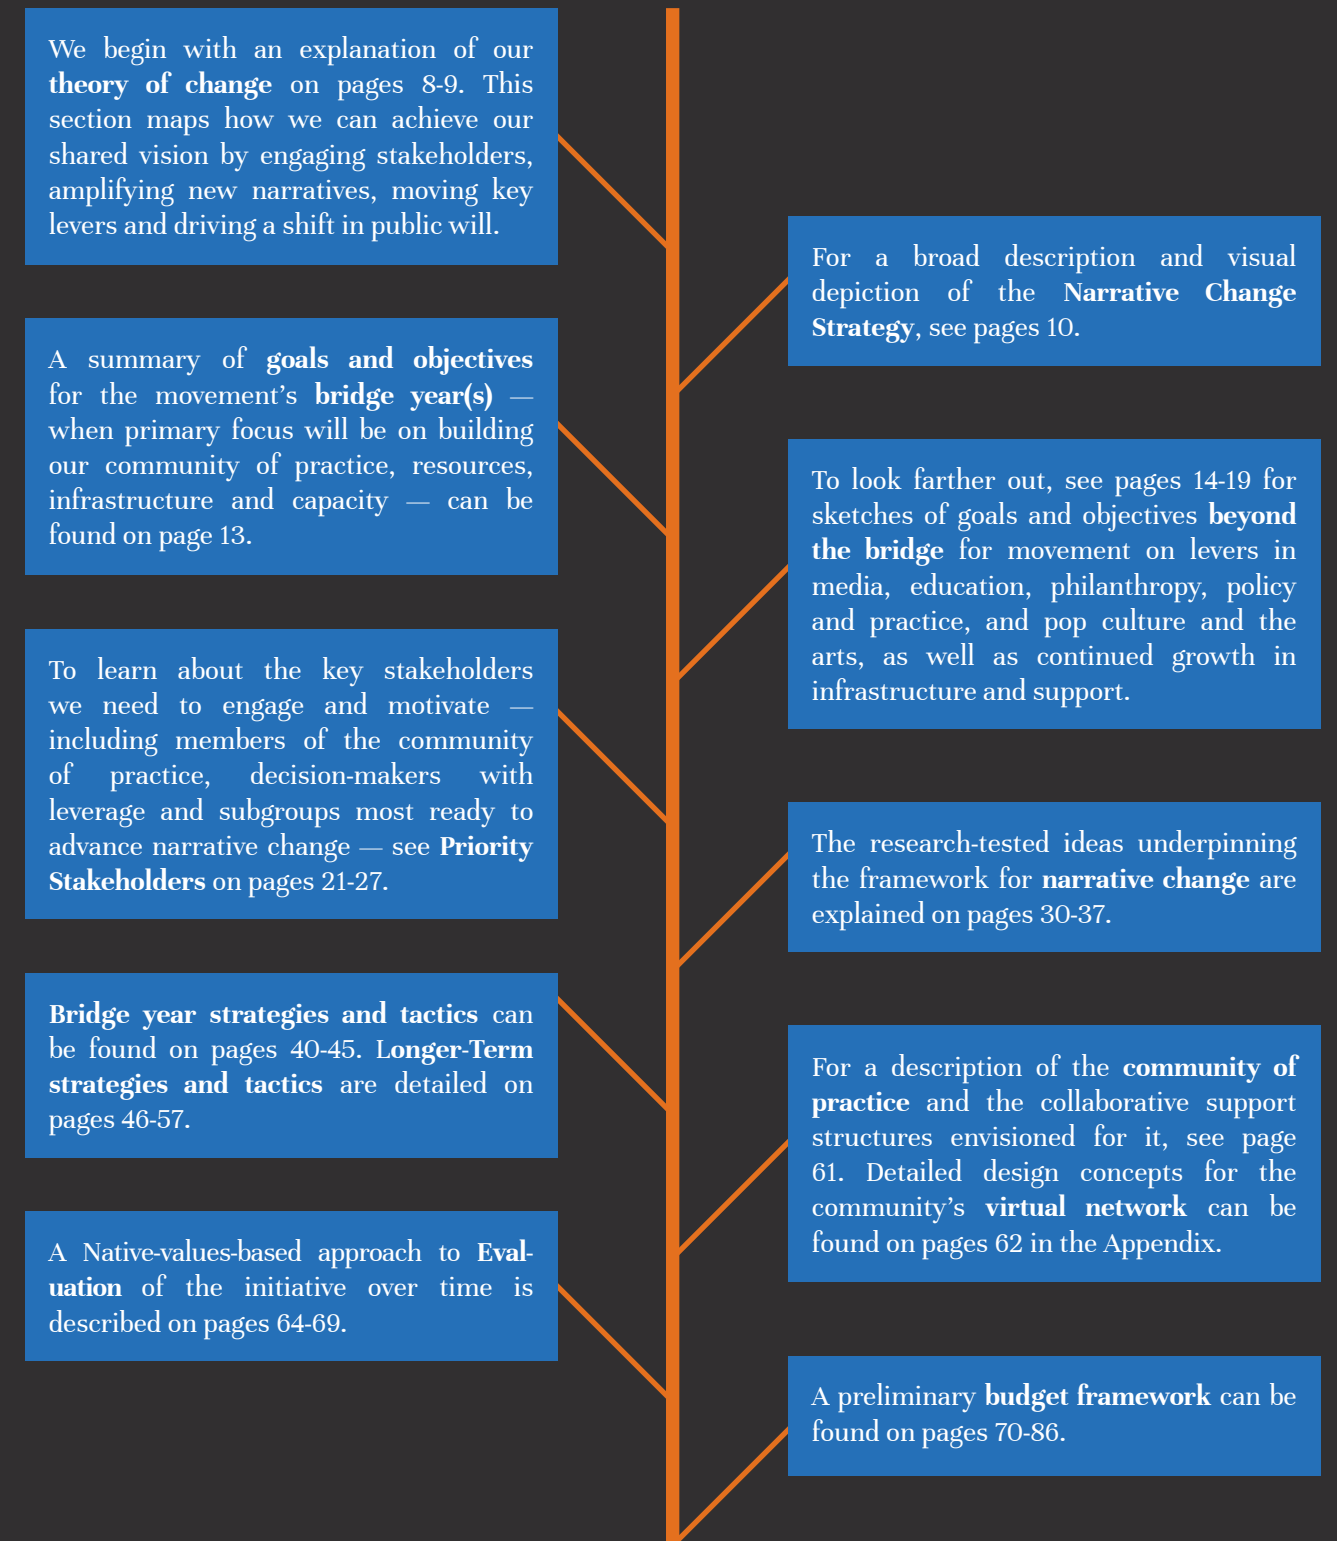 We begin with an explanation of our
theory of change on pages 8-9. This
section maps how we can achieve our
shared vision by engaging stakeholders,
amplifying new narratives, moving key
levers and driving a shift in public will.
For a broad description and visual
depiction of the Narrative Change
Strategy, see pages 10.
A summary of goals and objectives
for the movement's bridge year(s) —
when primary focus will be on building
our community of practice, resources,
infrastructure and capacity — can be
found on page 13.
To look farther out, see pages 14-19 for
sketches of goals and objectives beyond
the bridge for movement on levers in
media, education, philanthropy, policy
and practice, and pop culture and the
arts, as well as continued growth in
infrastructure and support.
To learn about the key stakeholders
we need to engage and motivate —
including members of the community
of practice, decision-makers with
leverage and subgroups most ready to
advance narrative change — see Priority
Stakeholders on pages 21-27.
The research-tested ideas underpinning
the framework for narrative change are
explained on pages 30-37.
Bridge year strategies and tactics can
be found on pages 40-45. Longer-Term
strategies and tactics are detailed on
pages 46-57.
For a description of the community of
practice and the collaborative support
structures envisioned for it, see page
61. Detailed design concepts for the
community's virtual network can be
found on pages 62 in the Appendix.
A Native-values-based approach to Eval-
uation of the initiative over time is
described on pages 64-69.
A preliminary budget framework can be
found on pages 70-86.